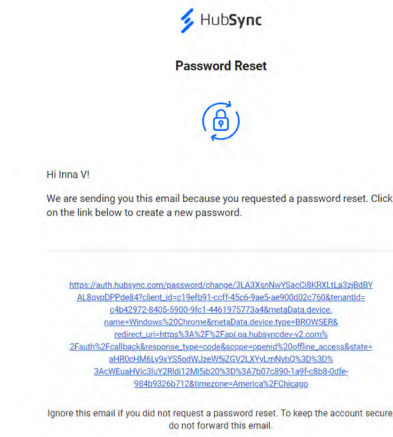 HubSync
Password Reset
Hi Inna V!
We are sending you this email because you requested a password reset. Click
on the link below to create a new password.
https://auth.hubsync.com/password/change/3LA3XsnNwYSacCi8KRXLtLa3zjBdBY
AL8qypDPPde84?client_id=c19efb91-ccff-45c6-9ae5-ae900d02c760&tenantId=
c4b42972-8405-5900-9fc1-4461975773a4&metaData.device.
name=Windows%20Chrome&metaData.device.type=BROWSER&
redirect_uri=https%3A%2F%2Fapi.qa.hubsyncdev-v2.com%
2Fauth%2Fcallback&response_type=code&scope=openid%20offline_access&state=
aHR0cHM6Ly9xYS5odWJzeW5jZGV2LXYyLmNvbQ%3D%3D%
3AcWEuaHVic3luY2Rldi12Mi5jb20%3D%3A7b07c890-1a9f-c8b8-0dfe-
984b9326b712&timezone=America%2FChicago
Ignore this email if you did not request a password reset. To keep the account secure,
do not forward this email.